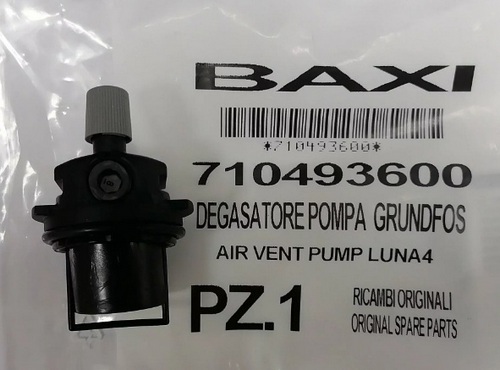 BAXI
*710493600*
710493600
DEGASATORE POMPA GRUNDFOS
AIR VENT PUMP LUNA4
PZ.1
RICAMBI ORIGINALI
ORIGINAL SPARE PARTS